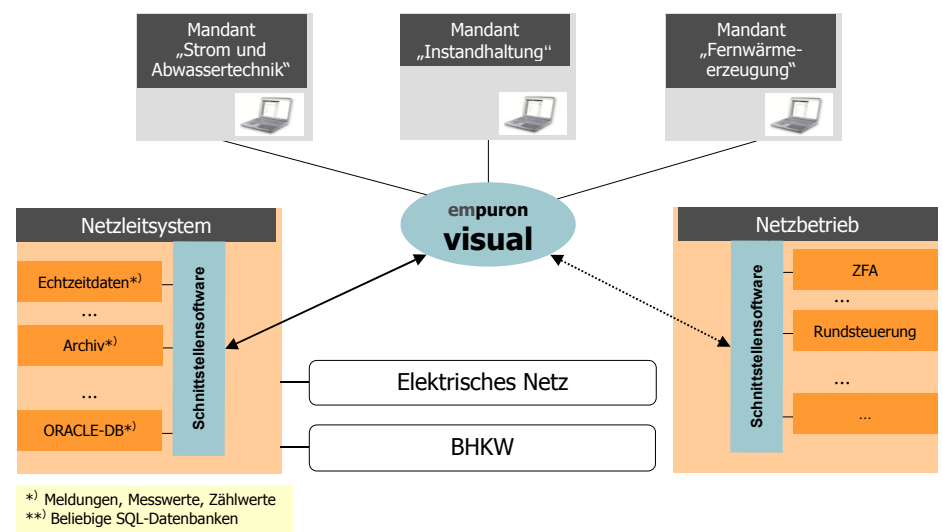 Mandant
„Strom und
Abwassertechnik“
Mandant
„Instandhaltung“
Mandant
„Fernwärme-
erzeugung“
empuron
visual
Netzleitsystem
Echtzeitdaten*)
...
Archiv*)
...
ORACLE-DB*)
Schnittstellensoftware
Elektrisches Netz
BHKW
Netzbetrieb
Schnittstellensoftware
ZFA
...
Rundsteuerung
...
...
*) Meldungen, Messwerte, Zählwerte
**) Beliebige SQL-Datenbanken